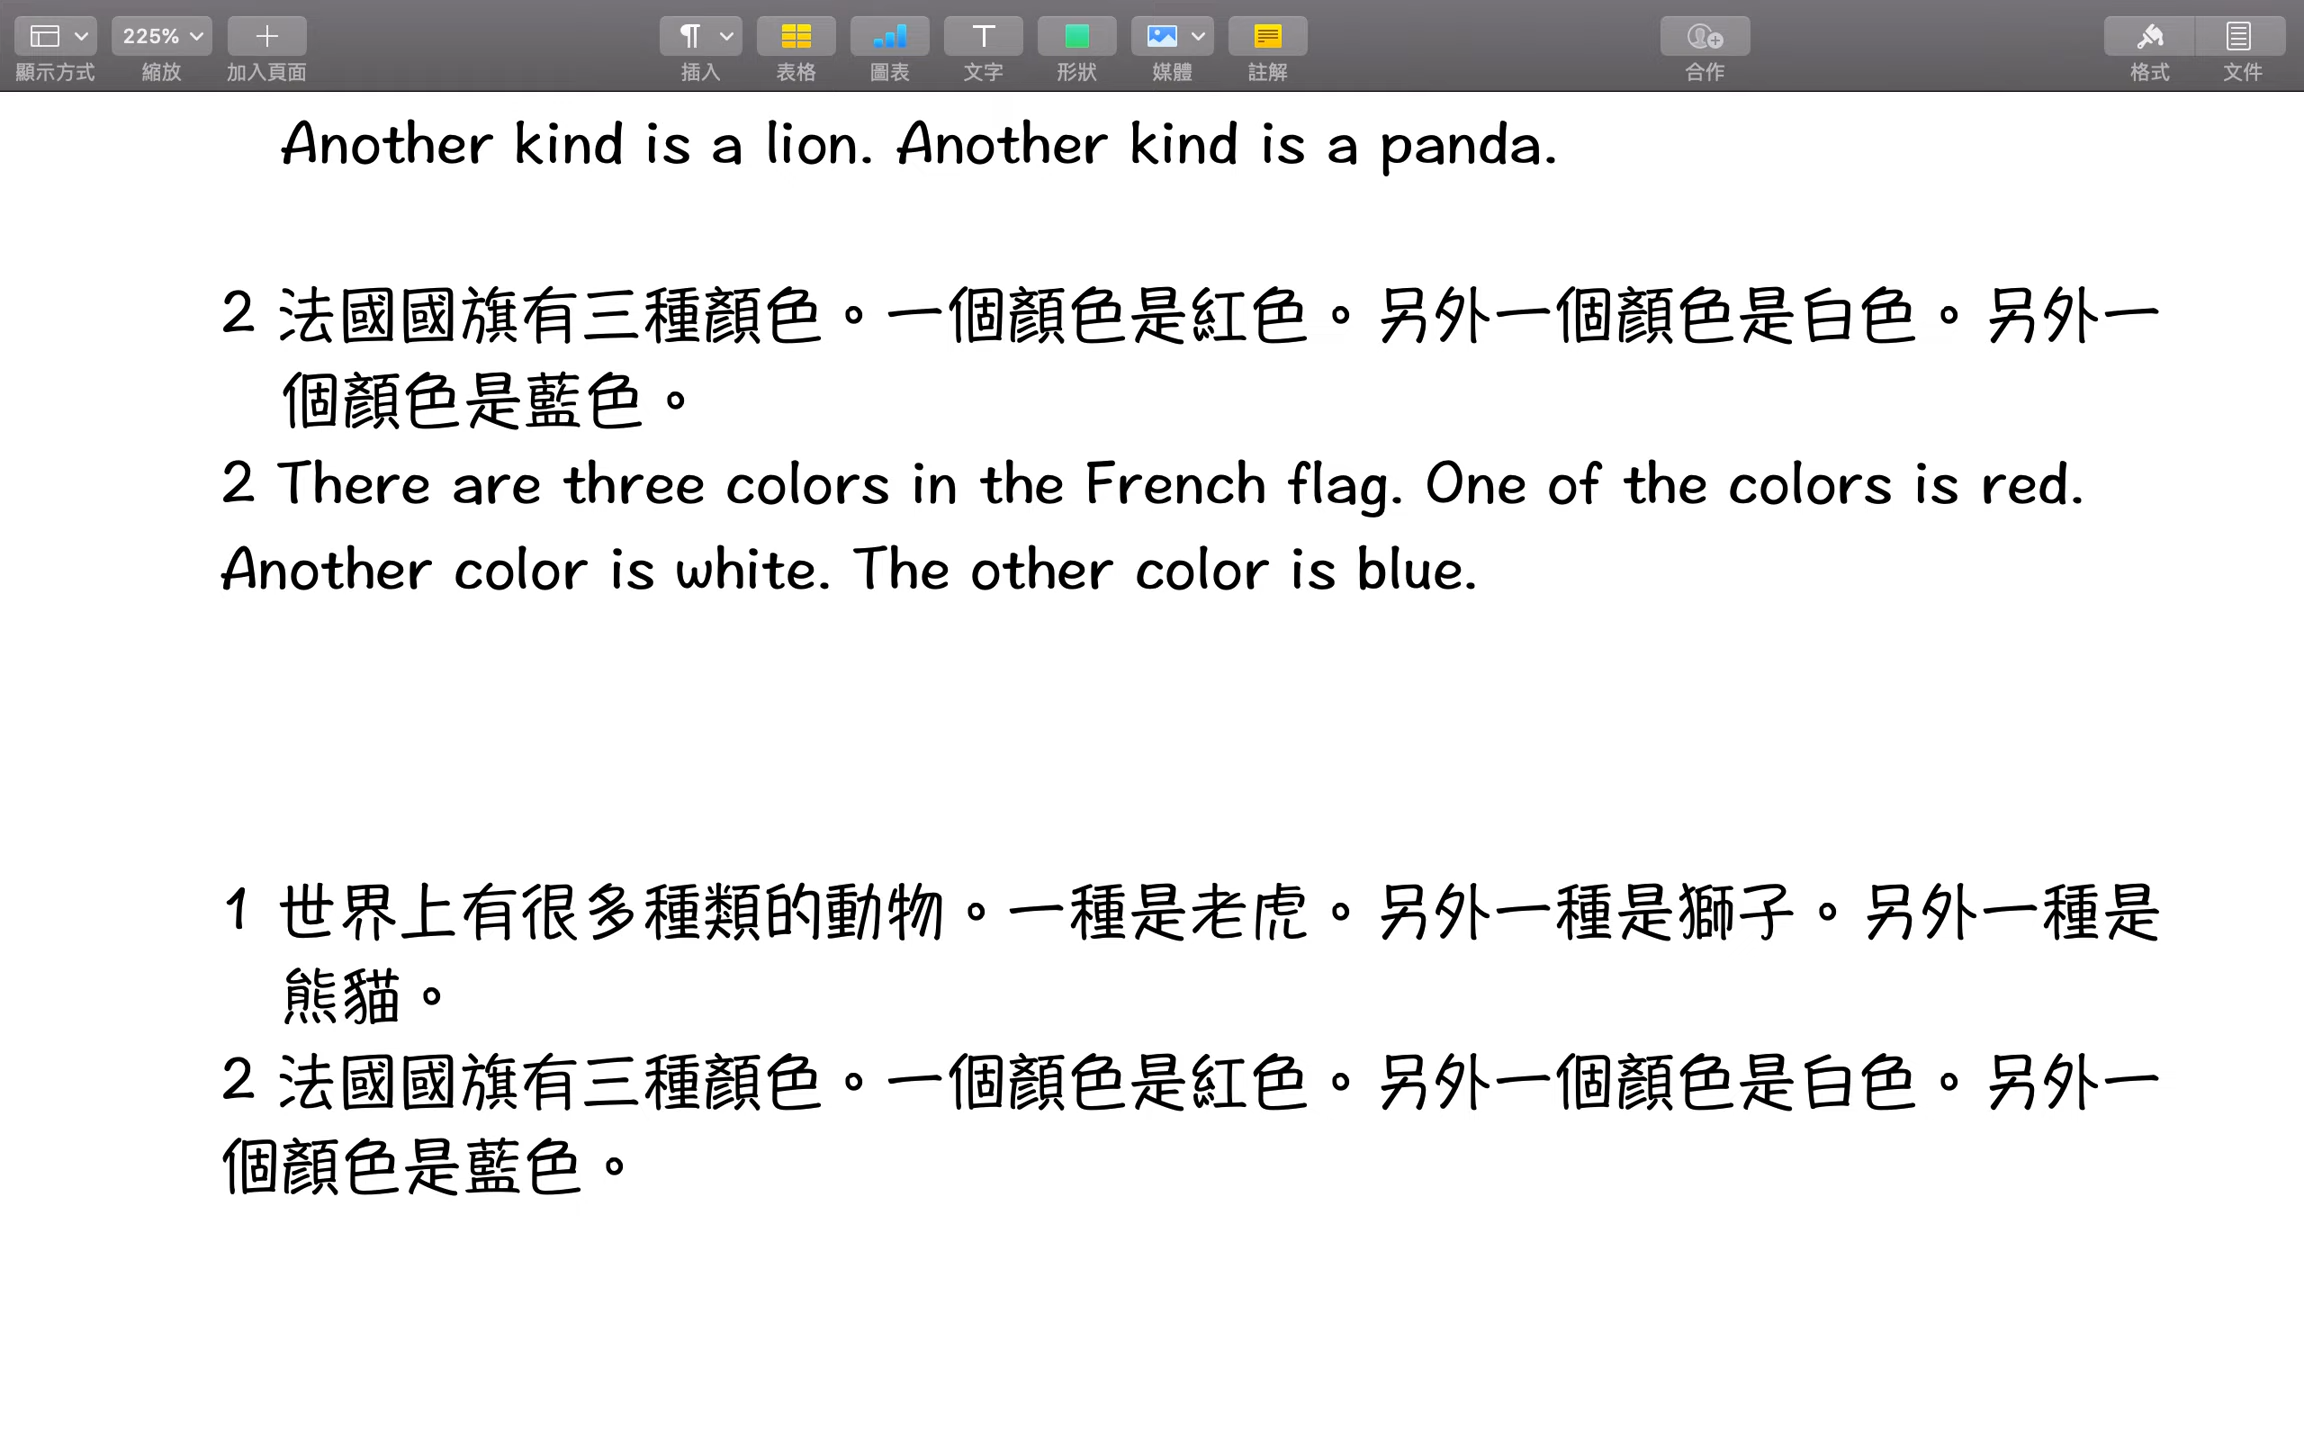 225%
顯示方式 縮放 加入頁面 插入 表格 圖表 文字 形狀 媒體 註解 合作 格式 文件
Another kind is a lion. Another kind is a panda.
2 法國國旗有三種顏色。一個顏色是紅色。另外一個顏色是白色。另外一
個顏色是藍色。
2 There are three colors in the French flag. One of the colors is red.
Another color is white. The other color is blue.
1 世界上有很多種類的動物。一種是老虎。另外一種是獅子。另外一種是
熊貓。
2 法國國旗有三種顏色。一個顏色是紅色。另外一個顏色是白色。另外一
個顏色是藍色。